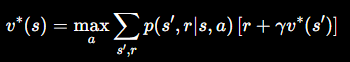 v*(s) = max_a ∑_{s',r} p(s', r|s, a) [r + γv*(s')]